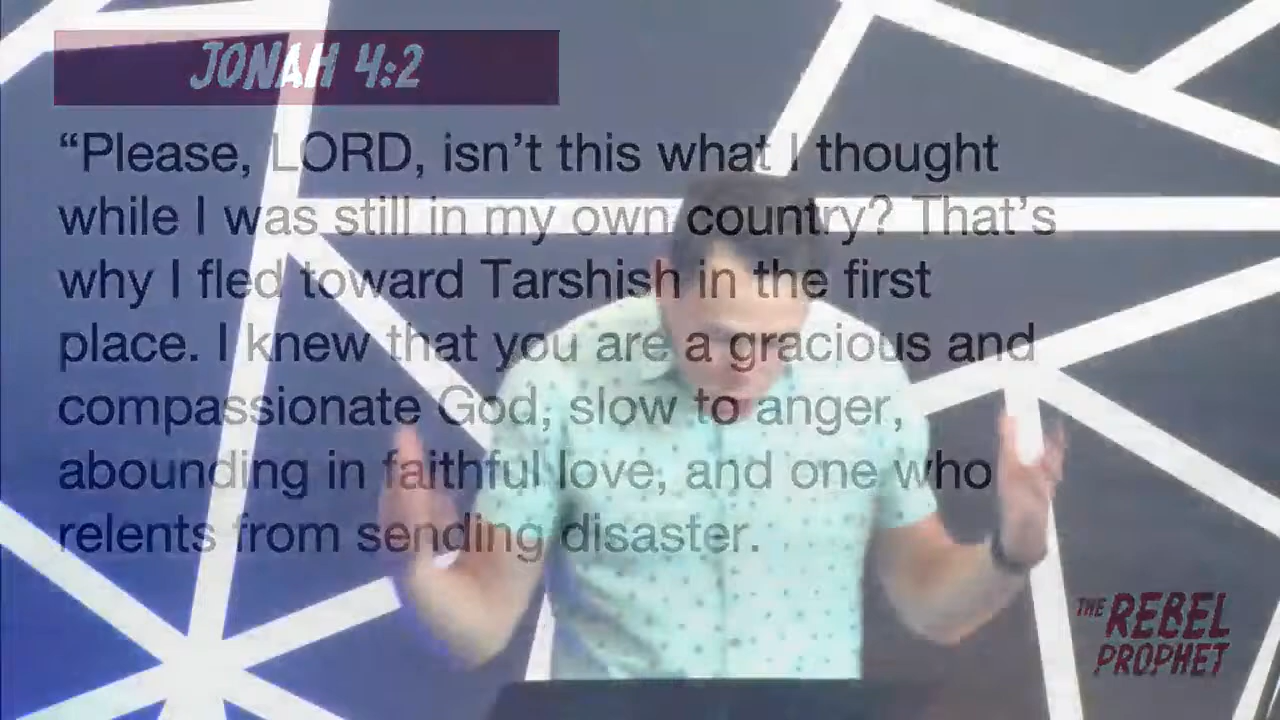 JONAH 4:2
“Please, LORD, isn’t this what I thought
while I was still in my own country? That’s
why I fled toward Tarshish in the first
place. I knew that you are a gracious and
compassionate God, slow to anger,
abounding in faithful love, and one who
relents from sending disaster.
THE REBEL
PROPHET